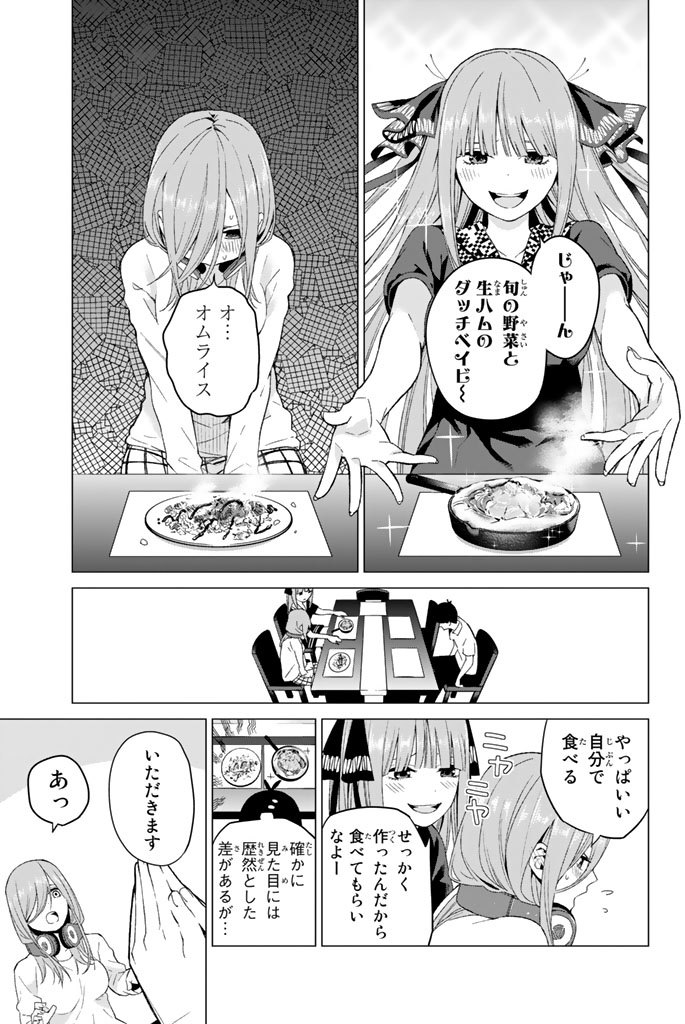 じゃーーん
旬の野菜と
生ハムの
ダッチベイビ〜
オ…
オムライス
やっぱいい
自分で
食べる
ニヤニヤ
せっかく
作ったんだから
食べてもらい
なよー
確かに
見た目には
歴然とした
差があるが…
いただきます
あっ